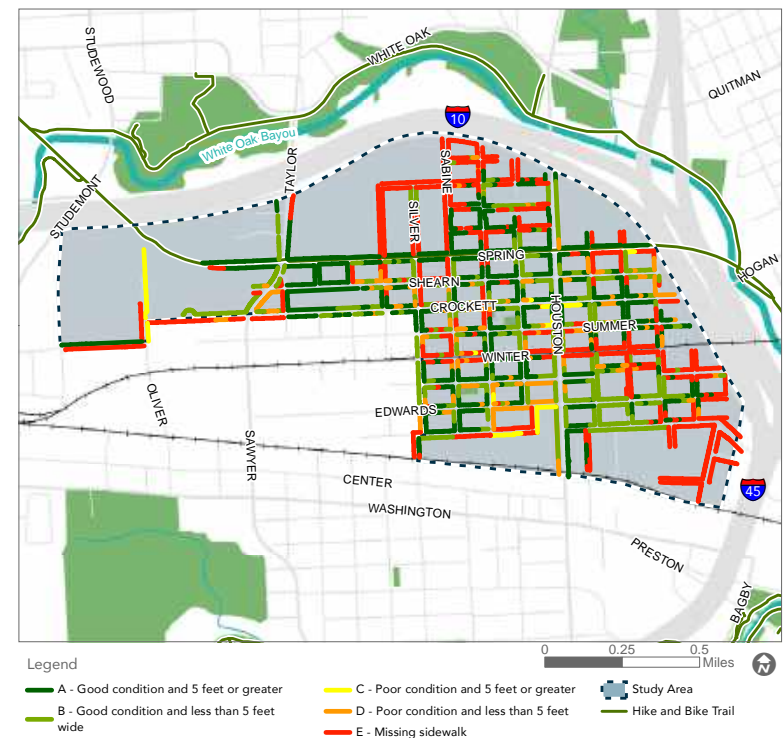 STUDEWOOD
WHITE OAK
QUITMAN
10
White Oak Bayou
TAYLOR
SABINE
STUDEMONT
SILVER
HOGAN
SPRING
SHEARN
CROCKETT
HOUSTON
SUMMER
WINTER
OLIVER
EDWARDS
SAWYER
CENTER
45
WASHINGTON
PRESTON
BAGBY
Legend
0 0.25 0.5
Miles
N
A - Good condition and 5 feet or greater
B - Good condition and less than 5 feet
wide
C - Poor condition and 5 feet or greater
D - Poor condition and less than 5 feet
E - Missing sidewalk
Study Area
Hike and Bike Trail